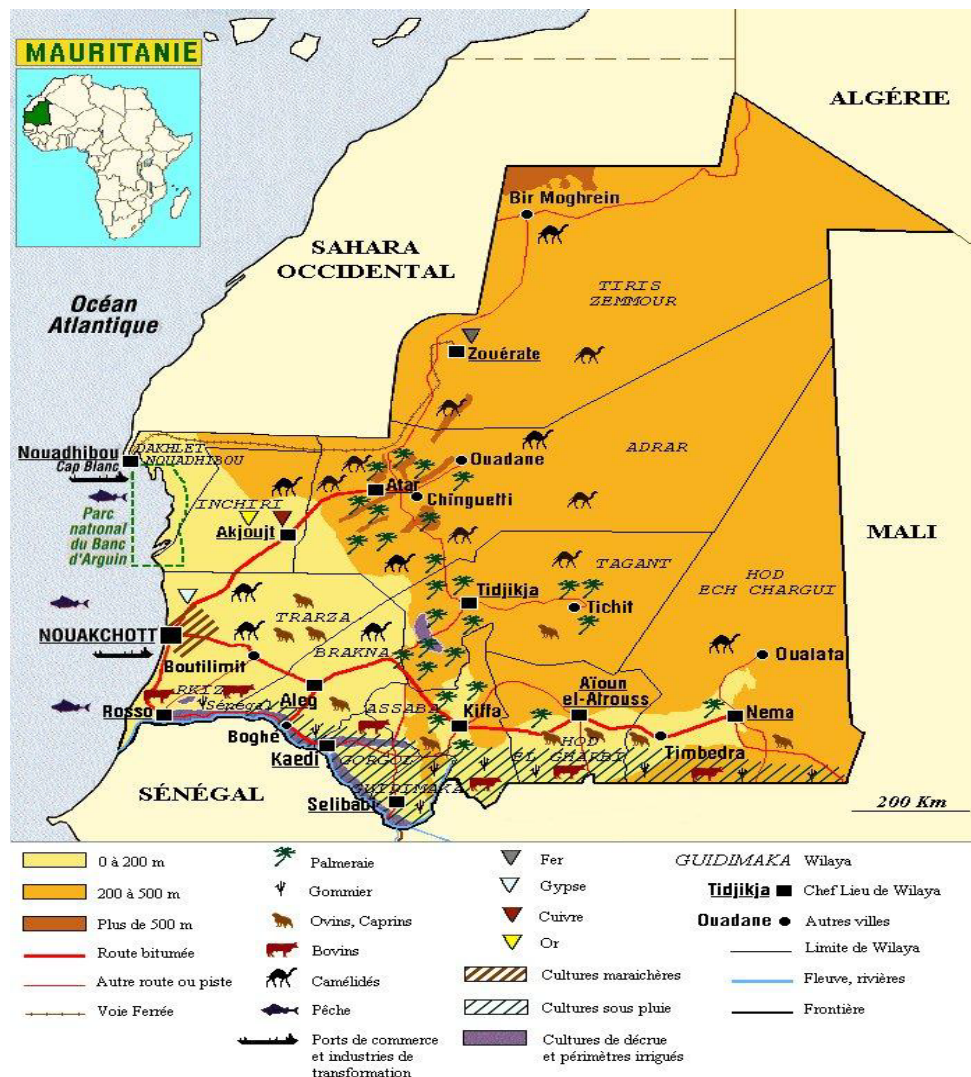 MAURITANIE
ALGÉRIE
Bir Moghrein
SAHARA
OCCIDENTAL
TIRIS
ZEMMOUR
Océan
Atlantique
Zouérate
Nouadhibou
Cap Blanc
DAKHLET
NOUADHIBOU
ADRAR
Ouadane
Atar
Chinguetti
INCHIRI
Parc
national
du Banc
d'Arguin
Akjoujt
MALI
TAGANT
HOD
ECH CHARGUI
Tidjikja
Tichit
TRARZA
NOUAKCHOTT
BRAKNA
Boutilimit
Oualata
Aïoun
el-Atrouss
RKIZ
Aleg
ASSABA
Kiffa
Nema
Rosso
(Sénégal)
Boghé
Timbedra
HOD
EL GHARBI
Kaedi
GORGOL
SÉNÉGAL
GUIDIMAKA
Selibabi
200 Km
0 à 200 m
200 à 500 m
Plus de 500 m
Route bitumée
Autre route ou piste
Voie Ferrée
Palmeraie
Gommier
Ovins, Caprins
Bovins
Camélidés
Pêche
Ports de commerce
et industries de
transformation
Fer
Gypse
Cuivre
Or
Cultures maraichères
Cultures sous pluie
Cultures de décrue
et périmètres irrigués
GUIDIMAKA Wilaya
Tidjikja Chef Lieu de Wilaya
Ouadane Autres villes
Limite de Wilaya
Fleuve, rivières
Frontière